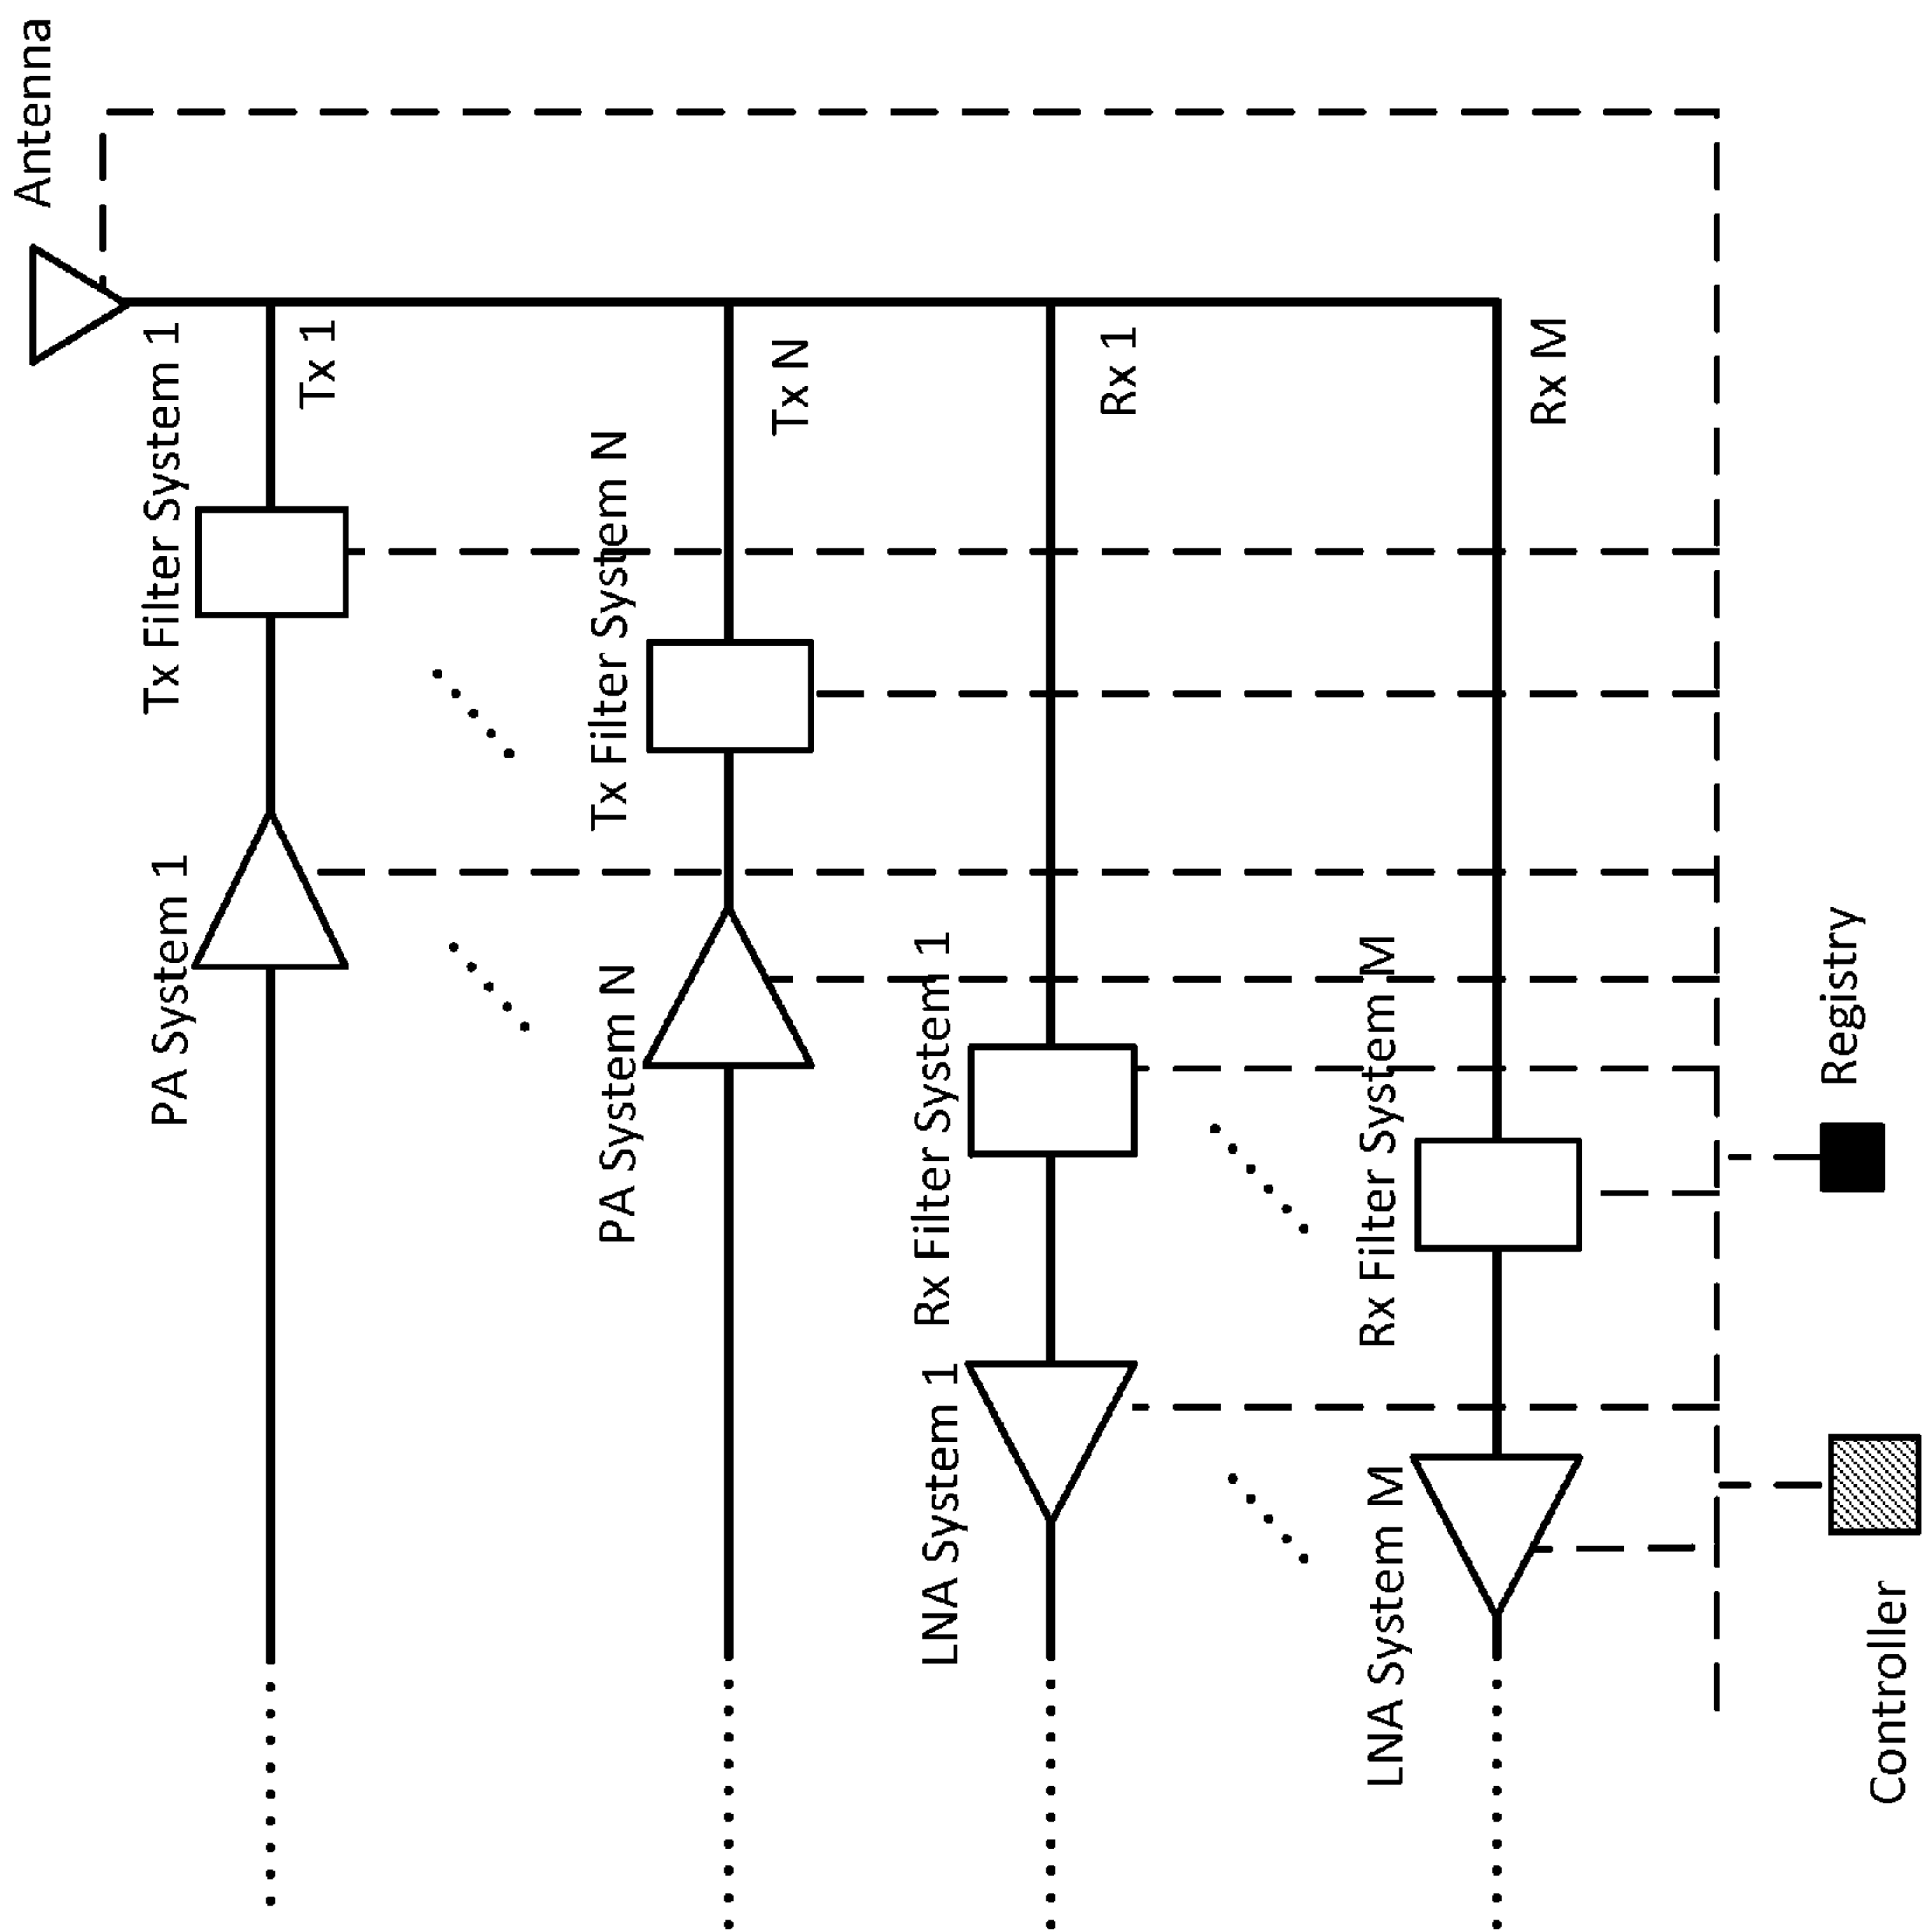 Antenna
Tx Filter System 1
Tx 1
PA System 1
Tx Filter System N
Tx N
PA System N
Rx 1
Rx Filter System 1
LNA System 1
Rx M
Rx Filter System M
LNA System M
Registry
Controller